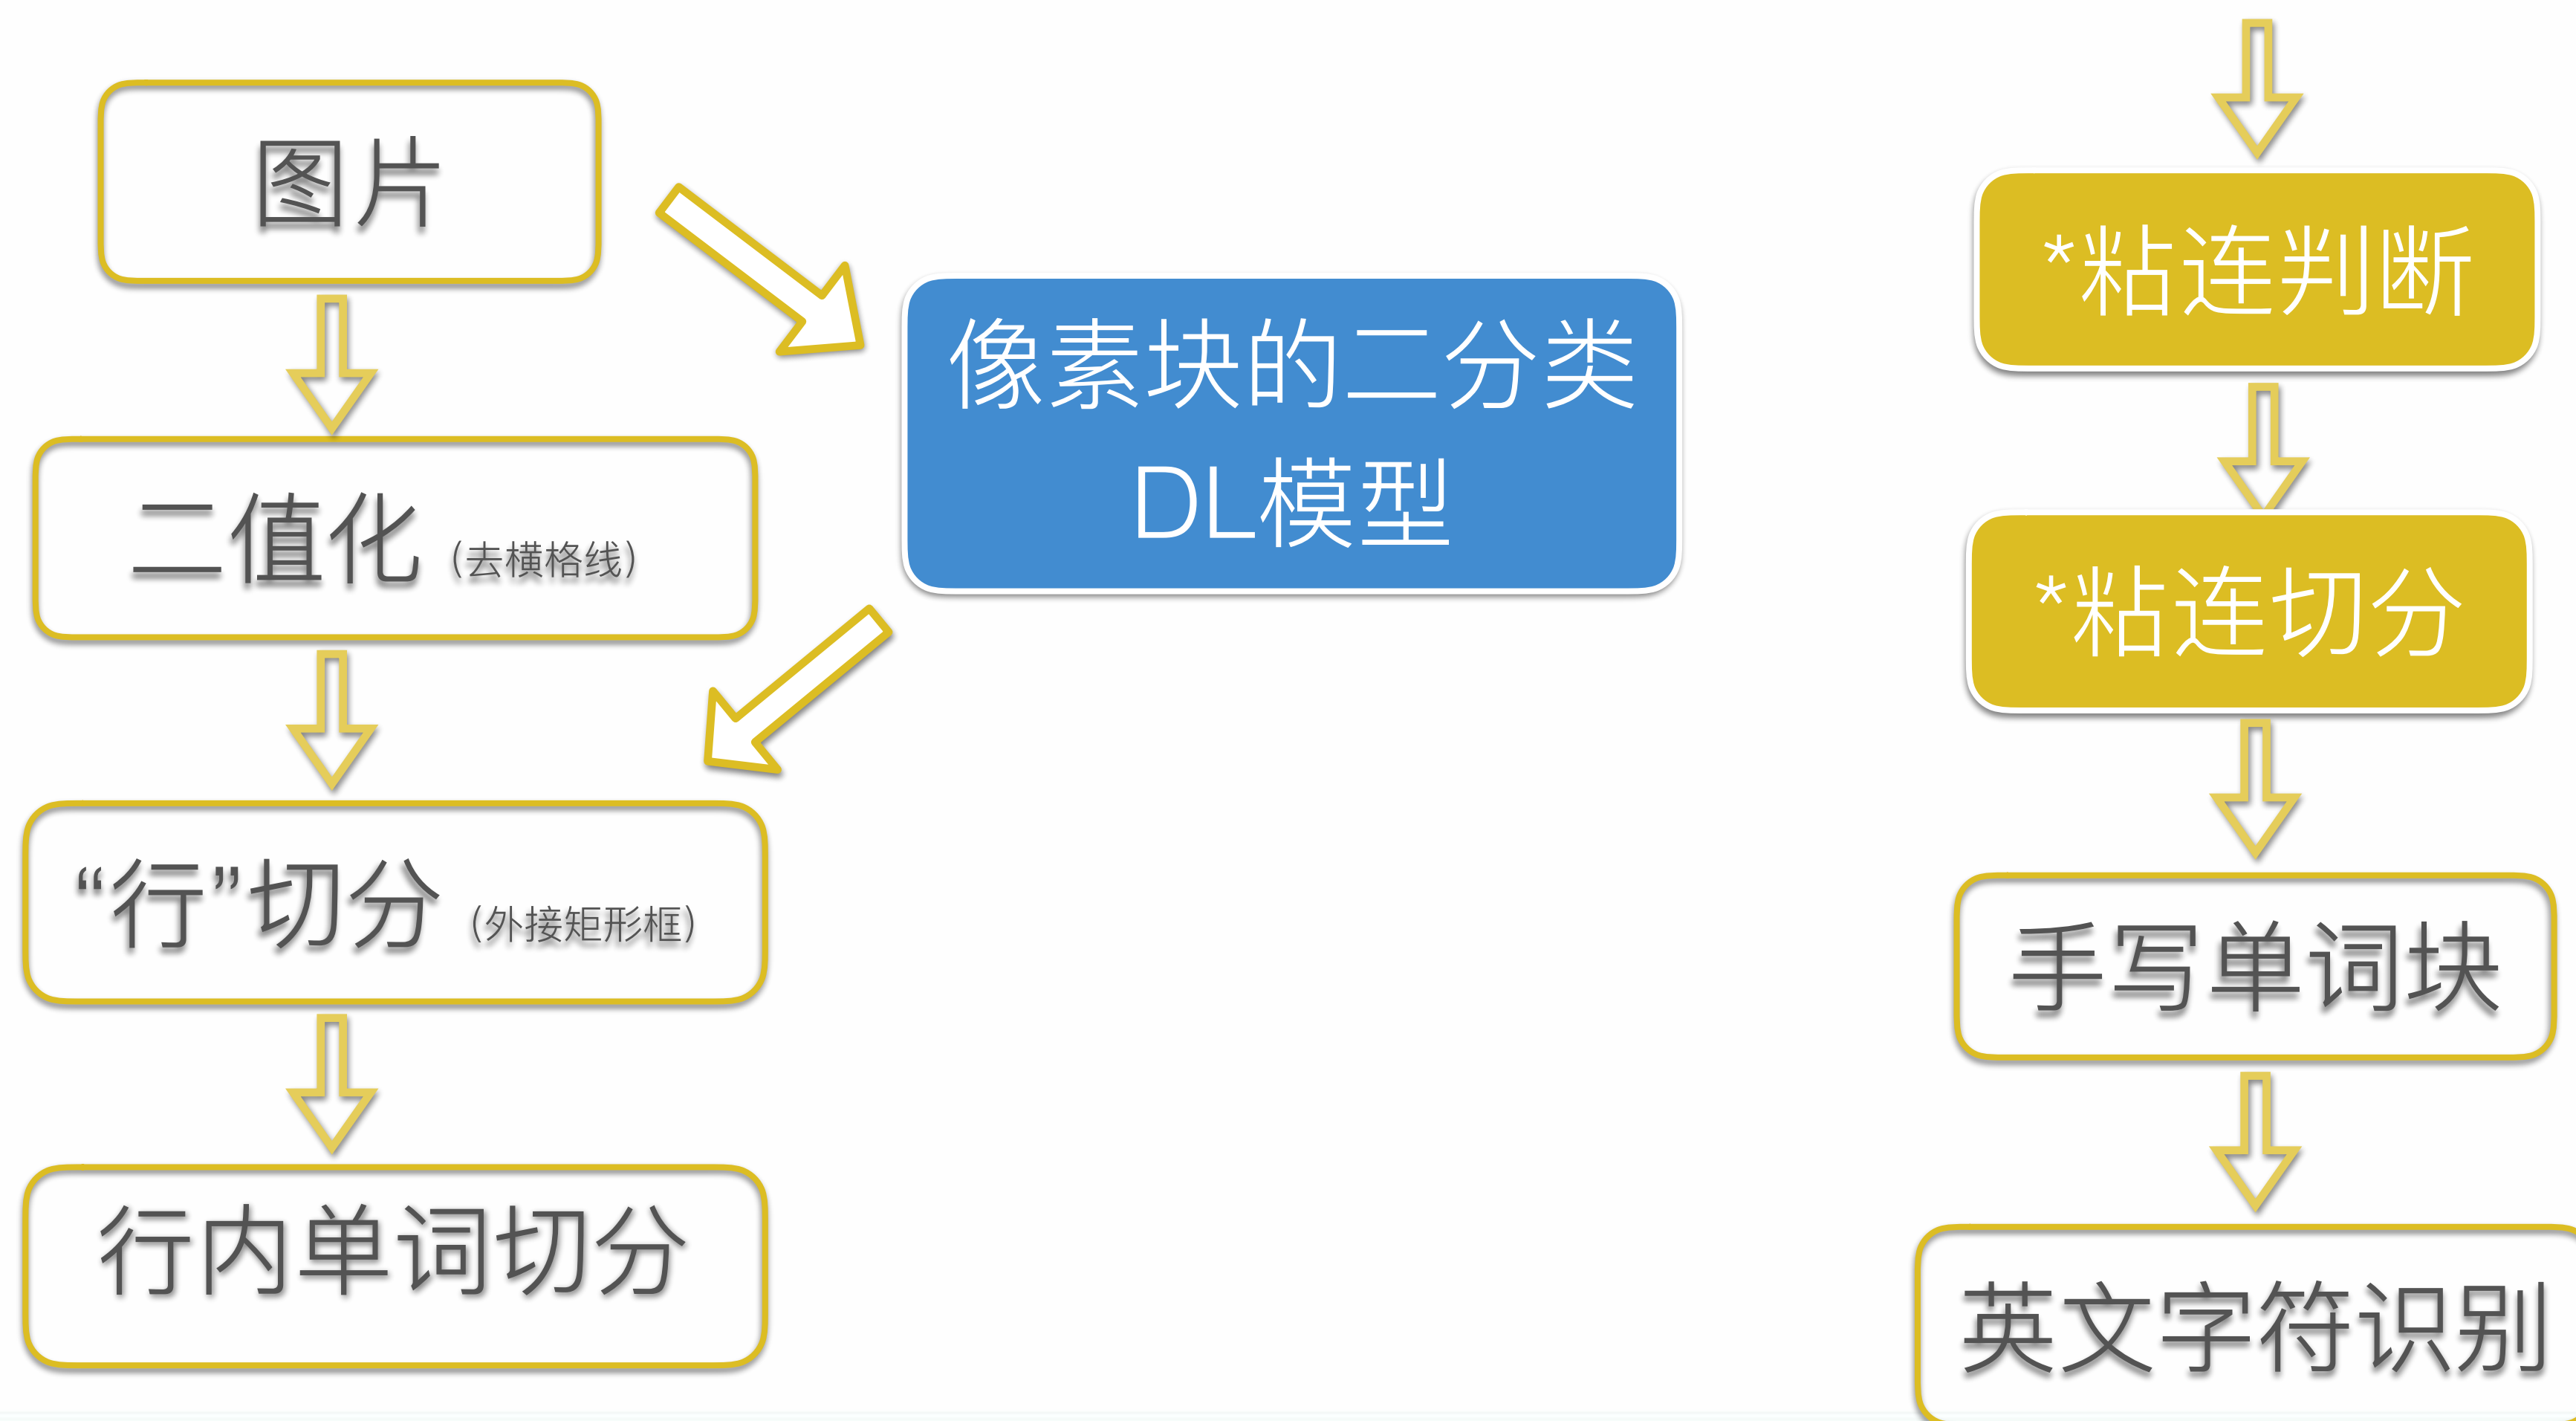 图片
二值化（去横格线）
“行”切分（外接矩形框）
行内单词切分
像素块的二分类
DL模型
*粘连判断
*粘连切分
手写单词块
英文字符识别